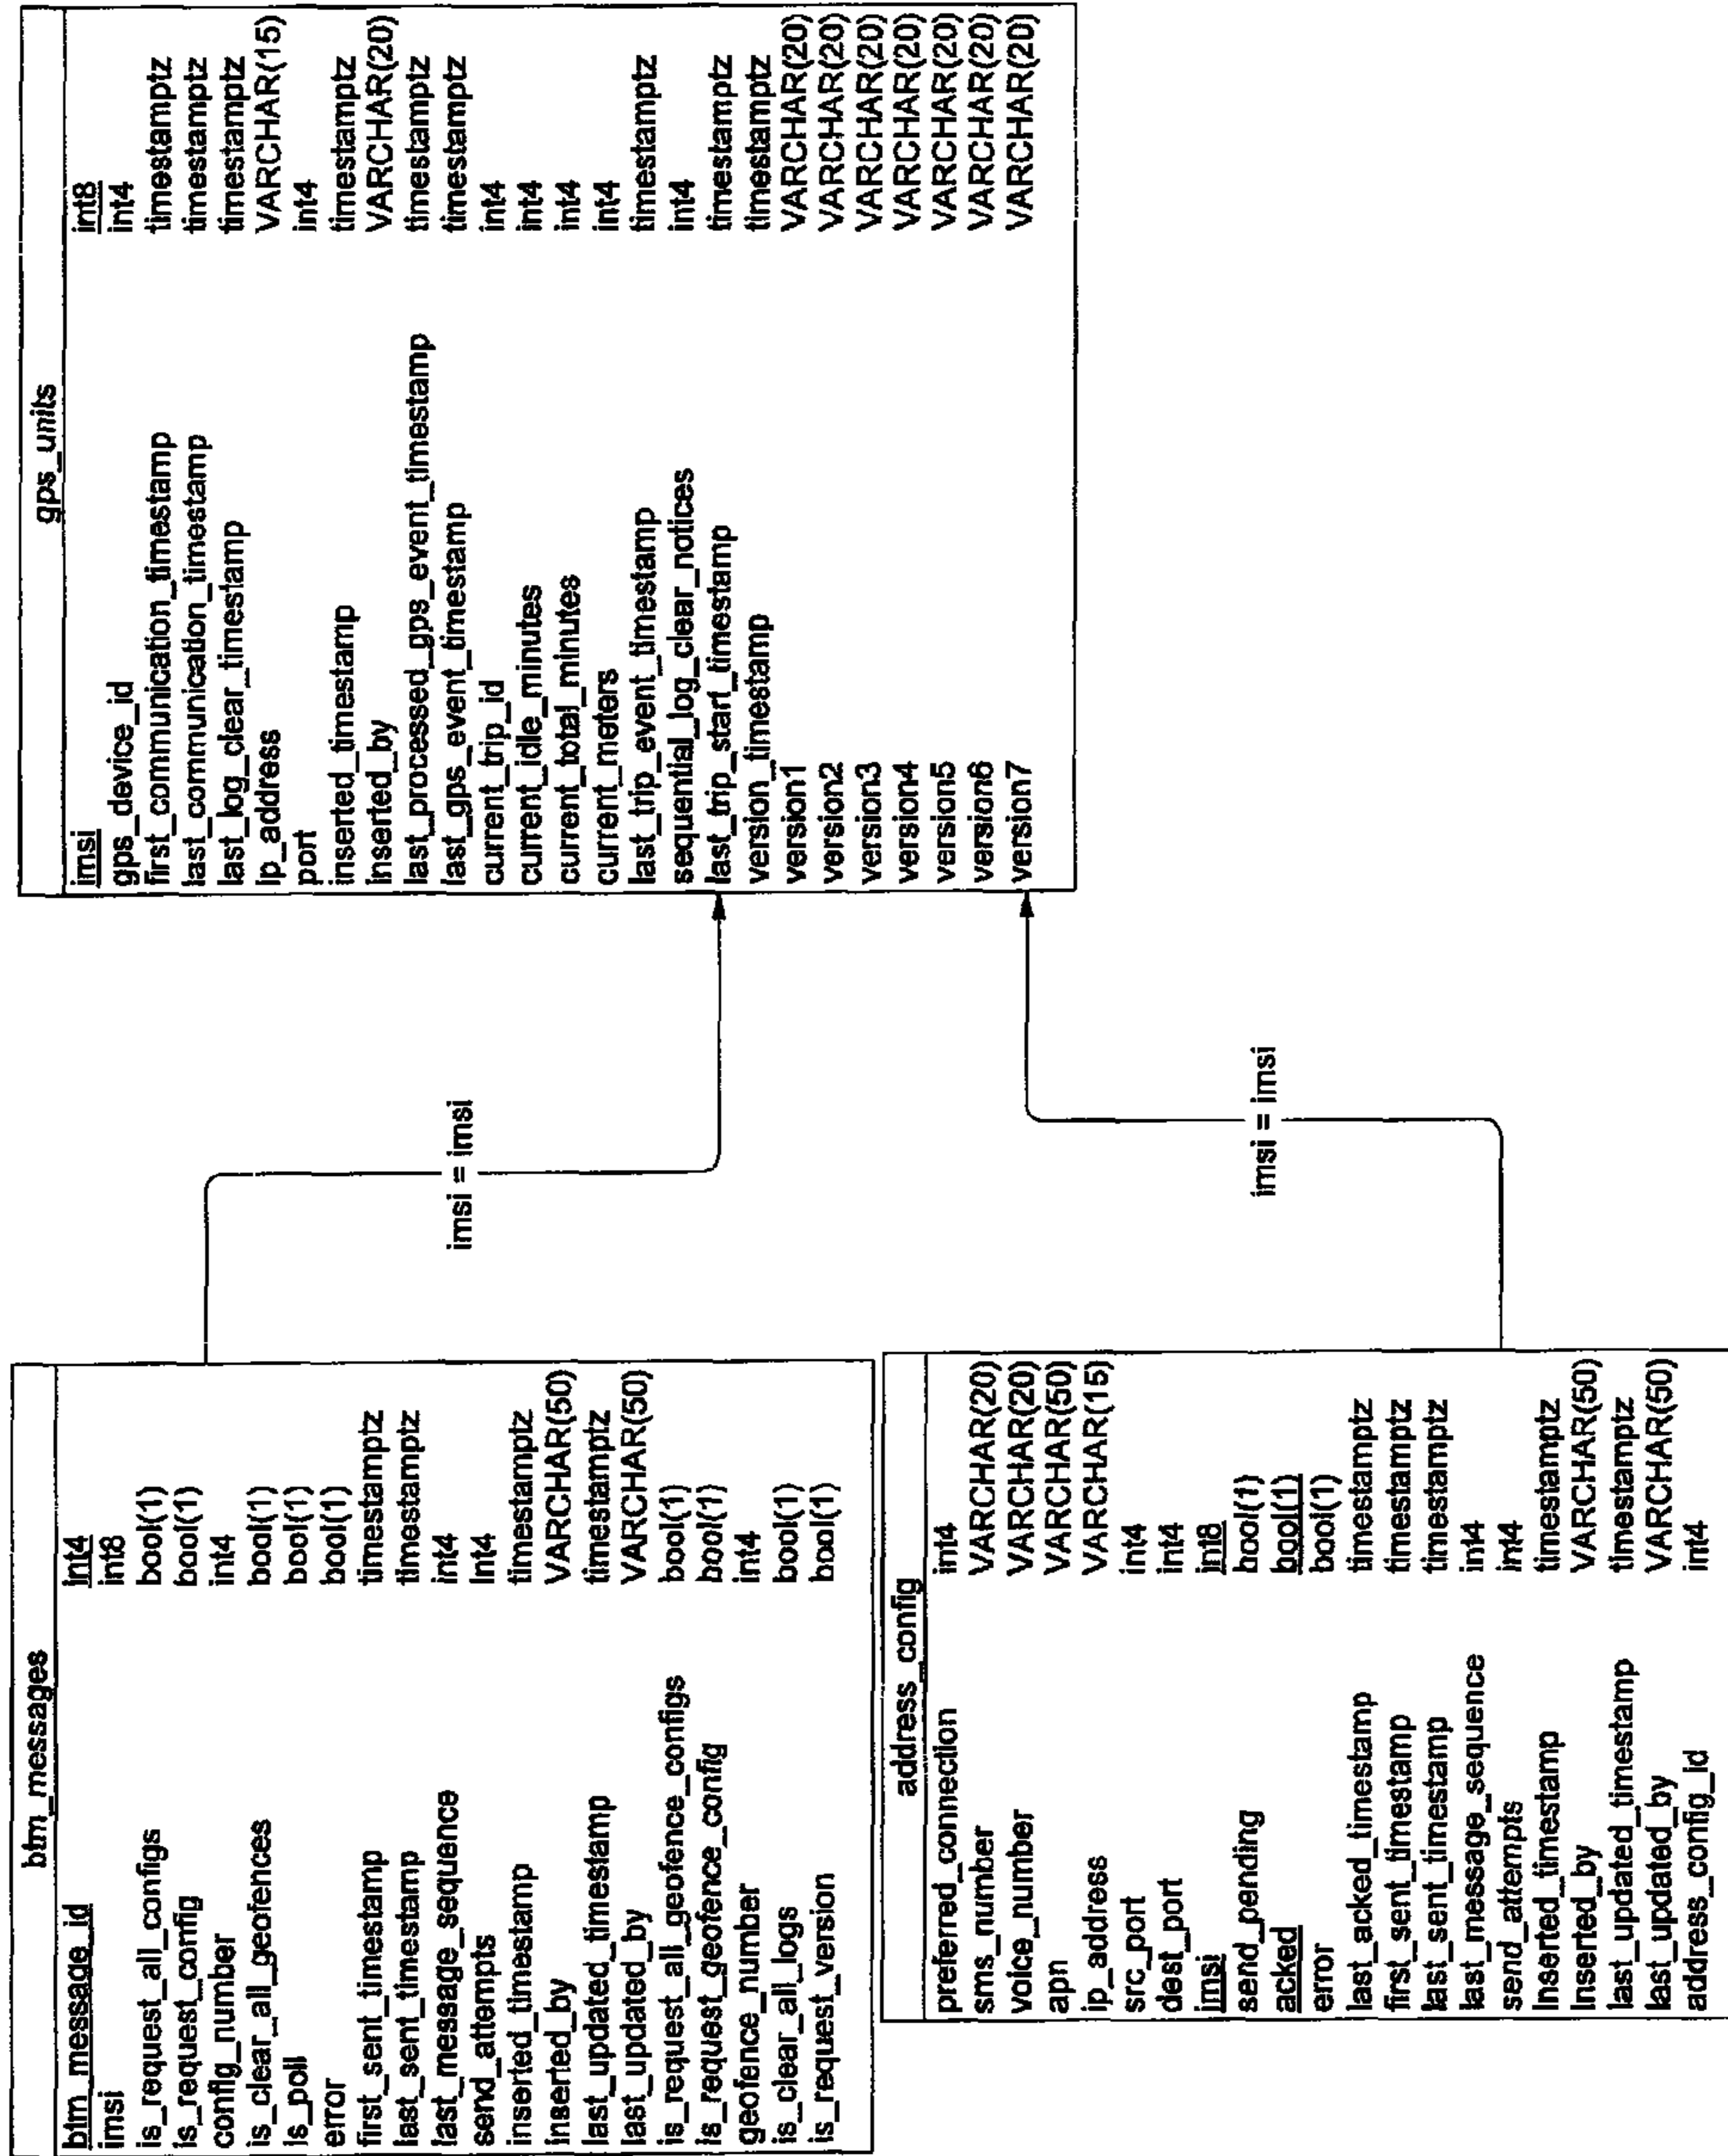 btm_messages
btm_message_id int4
imsi int8
is_request_all_configs bool(1)
is_request_config bool(1)
config_number int4
is_clear_all_geofences bool(1)
is_poll bool(1)
error bool(1)
first_sent_timestamp timestamptz
last_sent_timestamp timestamptz
last_message_sequence int4
send_attempts int4
inserted_timestamp timestamptz
inserted_by VARCHAR(50)
last_updated_timestamp timestamptz
last_updated_by VARCHAR(50)
is_request_all_geofence_configs bool(1)
is_request_geofence_config bool(1)
geofence_number int4
is_clear_all_logs bool(1)
is_request_version bool(1)
address_config
preferred_connection int4
sms_number VARCHAR(20)
voice_number VARCHAR(20)
apn VARCHAR(50)
ip_address VARCHAR(15)
src_port int4
dest_port int4
imsi int8
send_pending bool(1)
acked bool(1)
error bool(1)
last_acked_timestamp timestamptz
first_sent_timestamp timestamptz
last_sent_timestamp timestamptz
last_message_sequence int4
send_attempts int4
inserted_timestamp timestamptz
inserted_by VARCHAR(50)
last_updated_timestamp timestamptz
last_updated_by VARCHAR(50)
address_config_id int4
imsi = imsi
imsi = imsi
gps_units
imsi int8
gps_device_id int4
first_communication_timestamp timestamptz
last_communication_timestamp timestamptz
last_log_clear_timestamp timestamptz
ip_address VARCHAR(15)
port int4
inserted_timestamp timestamptz
inserted_by VARCHAR(20)
last_processed_gps_event_timestamp timestamptz
last_gps_event_timestamp timestamptz
current_trip_id int4
current_idle_minutes int4
current_total_minutes int4
current_meters int4
last_trip_event_timestamp timestamptz
sequential_log_clear_notices int4
last_trip_start_timestamp timestamptz
version_timestamp timestamptz
version1 VARCHAR(20)
version2 VARCHAR(20)
version3 VARCHAR(20)
version4 VARCHAR(20)
version5 VARCHAR(20)
version6 VARCHAR(20)
version7 VARCHAR(20)